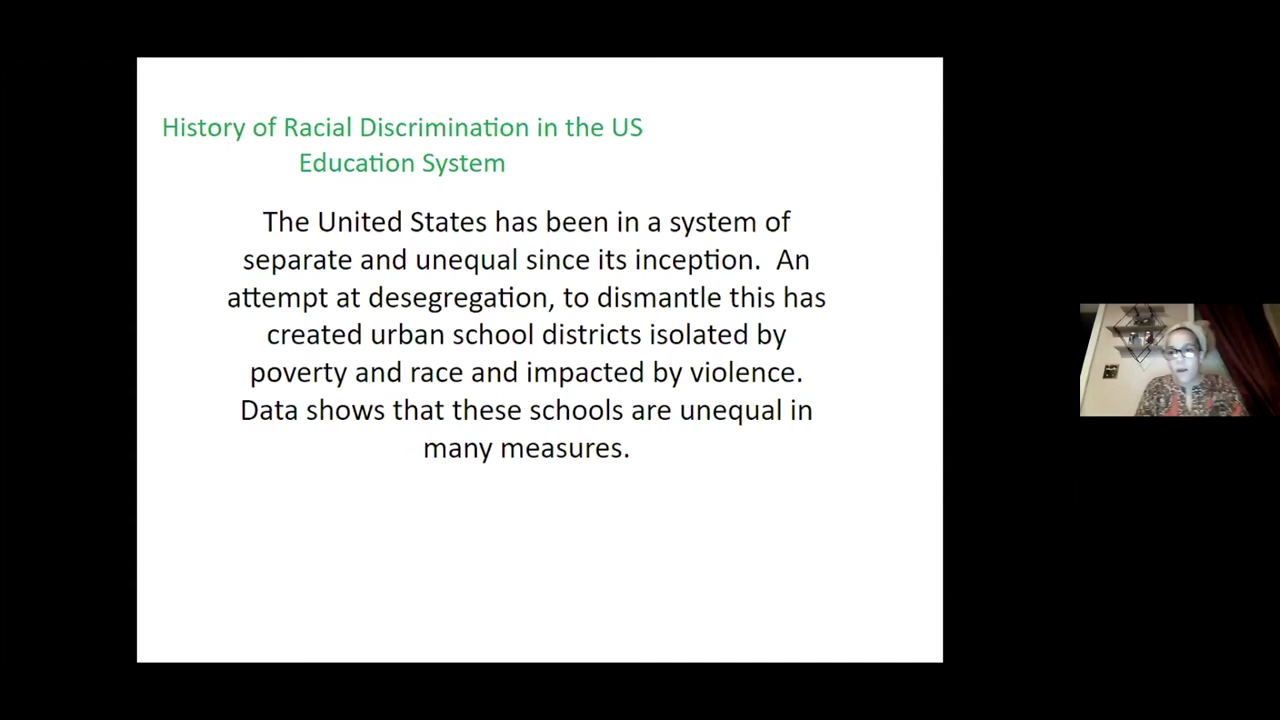 History of Racial Discrimination in the US
Education System
The United States has been in a system of
separate and unequal since its inception.  An
attempt at desegregation, to dismantle this has
created urban school districts isolated by
poverty and race and impacted by violence.
Data shows that these schools are unequal in
many measures.